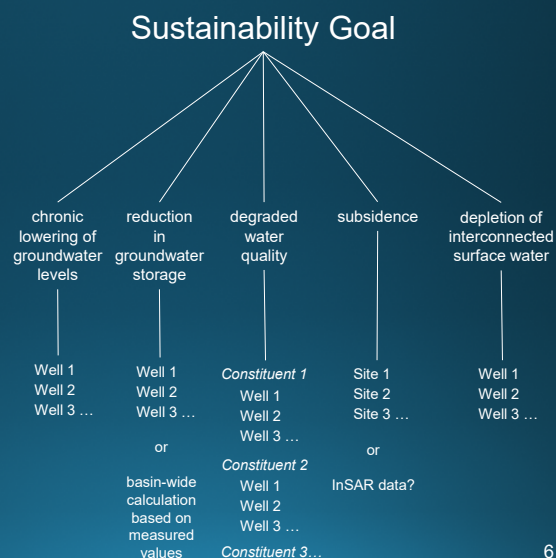 Sustainability Goal
chronic
lowering of
groundwater
levels
Well 1
Well 2
Well 3 …
reduction
in
groundwater
storage
Well 1
Well 2
Well 3 …
or
basin-wide
calculation
based on
measured
values
degraded
water
quality
Constituent 1
Well 1
Well 2
Well 3 …
Constituent 2
Well 1
Well 2
Well 3 …
Constituent 3…
subsidence
Site 1
Site 2
Site 3 …
or
InSAR data?
depletion of
interconnected
surface water
Well 1
Well 2
Well 3 …
6